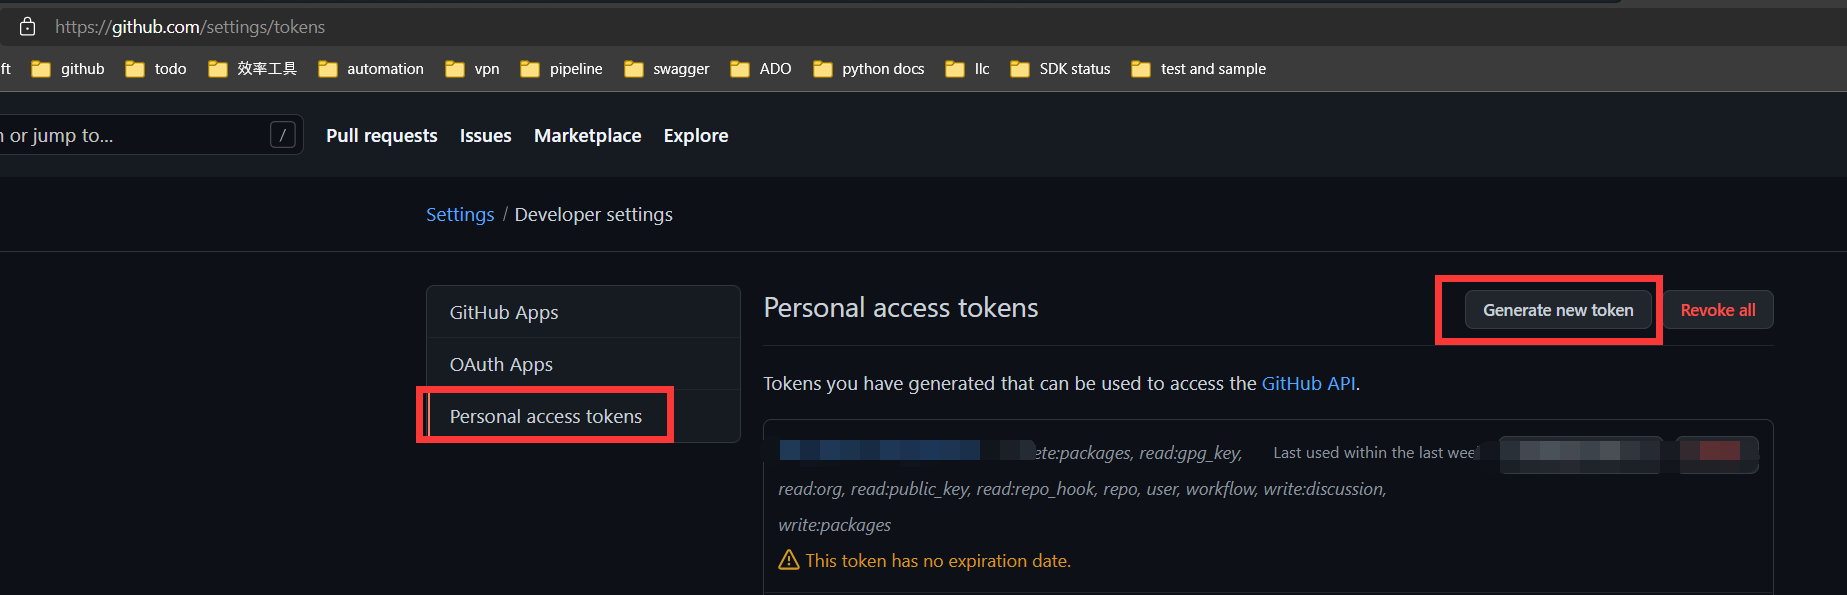 https://github.com/settings/tokens
ft github todo 效率工具 automation vpn pipeline swagger ADO python docs llc SDK status test and sample
or jump to... / Pull requests Issues Marketplace Explore
Settings / Developer settings
GitHub Apps
OAuth Apps
Personal access tokens
Personal access tokens Generate new token Revoke all
Tokens you have generated that can be used to access the GitHub API.
ete:packages, read:gpg_key, Last used within the last wee
read:org, read:public_key, read:repo_hook, repo, user, workflow, write:discussion,
write:packages
This token has no expiration date.